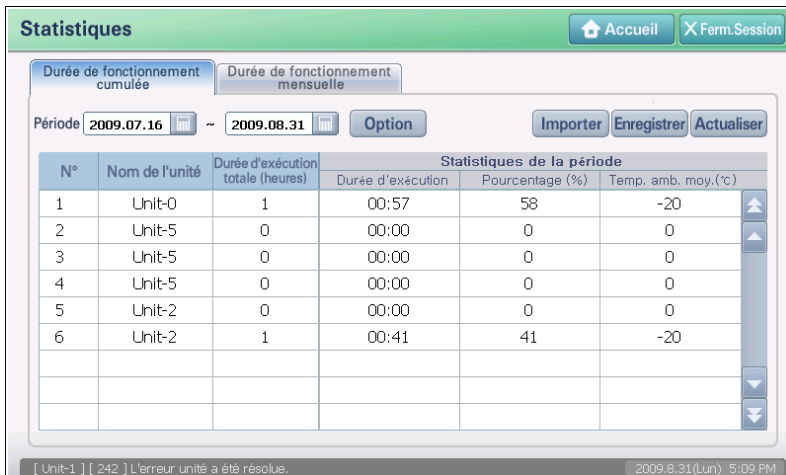 Statistiques
Accueil
X Ferm.Session
Durée de fonctionnement cumulée
Durée de fonctionnement mensuelle
Période 2009.07.16 ~ 2009.08.31 Option Importer Enregistrer Actualiser
N° Nom de l'unité Durée d'exécution totale (heures) Statistiques de la période
Durée d'exécution Pourcentage (%) Temp. amb. moy.(℃)
1 Unit-0 1 00:57 58 -20
2 Unit-5 0 00:00 0 0
3 Unit-5 0 00:00 0 0
4 Unit-5 0 00:00 0 0
5 Unit-2 0 00:00 0 0
6 Unit-2 1 00:41 41 -20
[ Unit-1 ] [ 242 ] L'erreur unité a été résolue. 2009.8.31(Lun) 5:09 PM